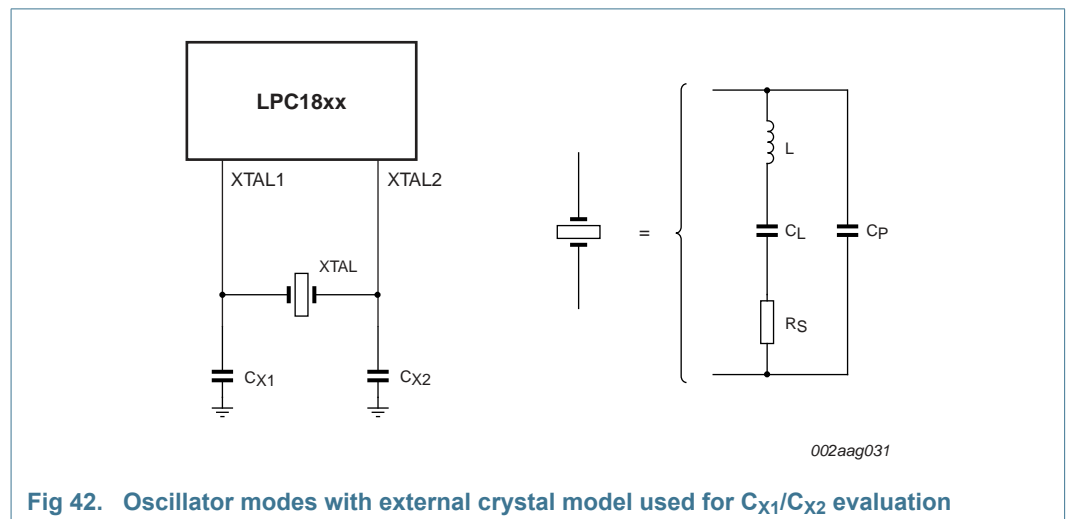 LPC18xx
XTAL1
XTAL2
XTAL
CX1
CX2
=
L
CL
CP
RS
002aag031
Fig 42. Oscillator modes with external crystal model used for CX1/CX2 evaluation